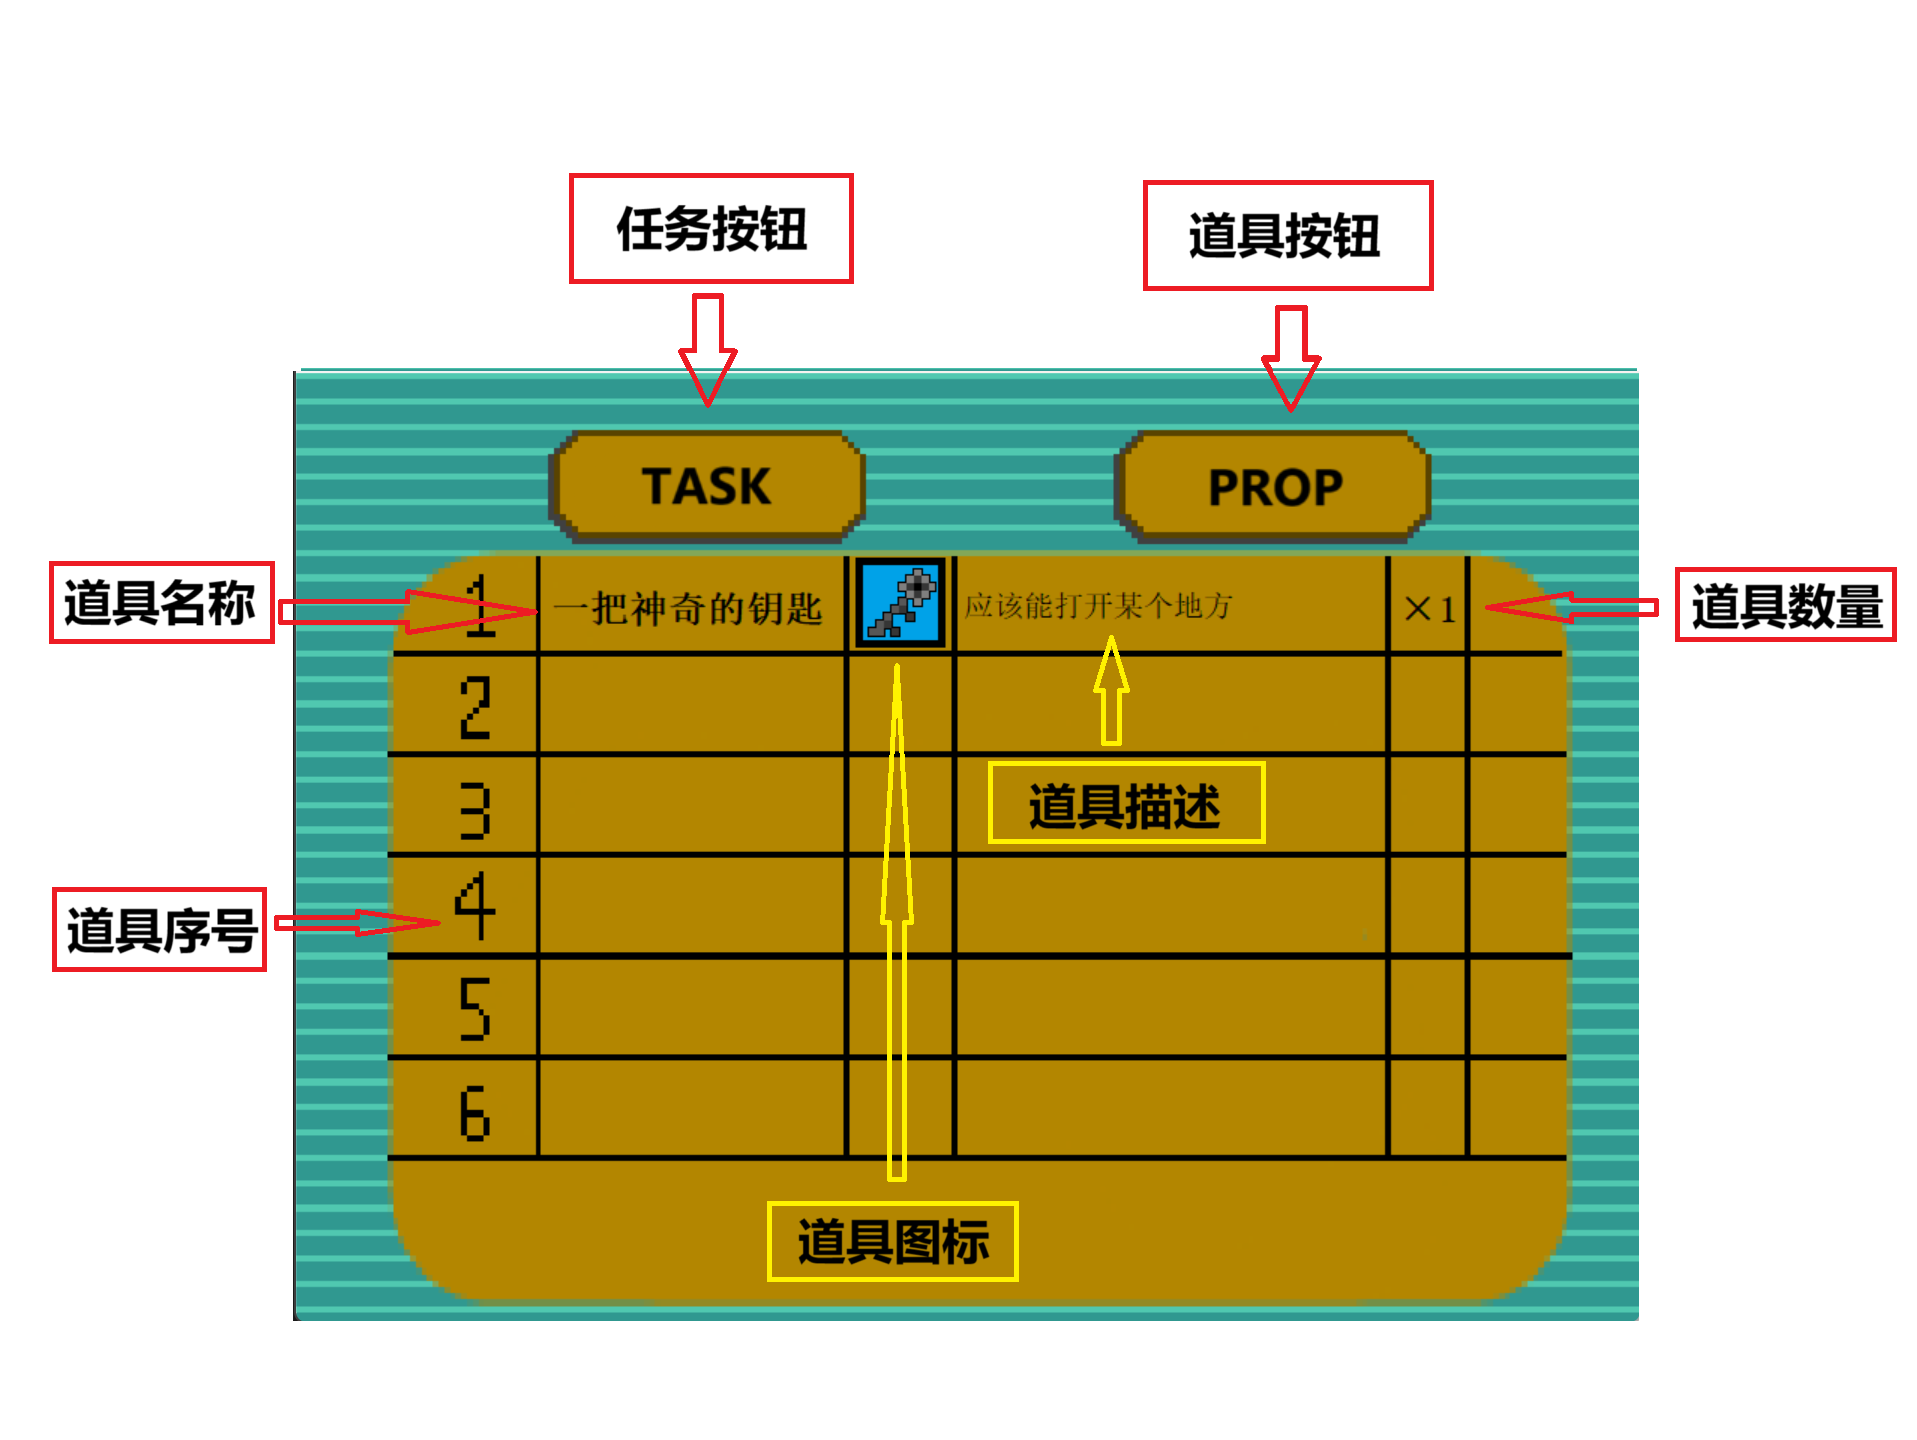 任务按钮
道具按钮
TASK
PROP
道具名称
1
一把神奇的钥匙
应该能打开某个地方
×1
道具数量
2
3
道具描述
道具序号
4
5
6
道具图标